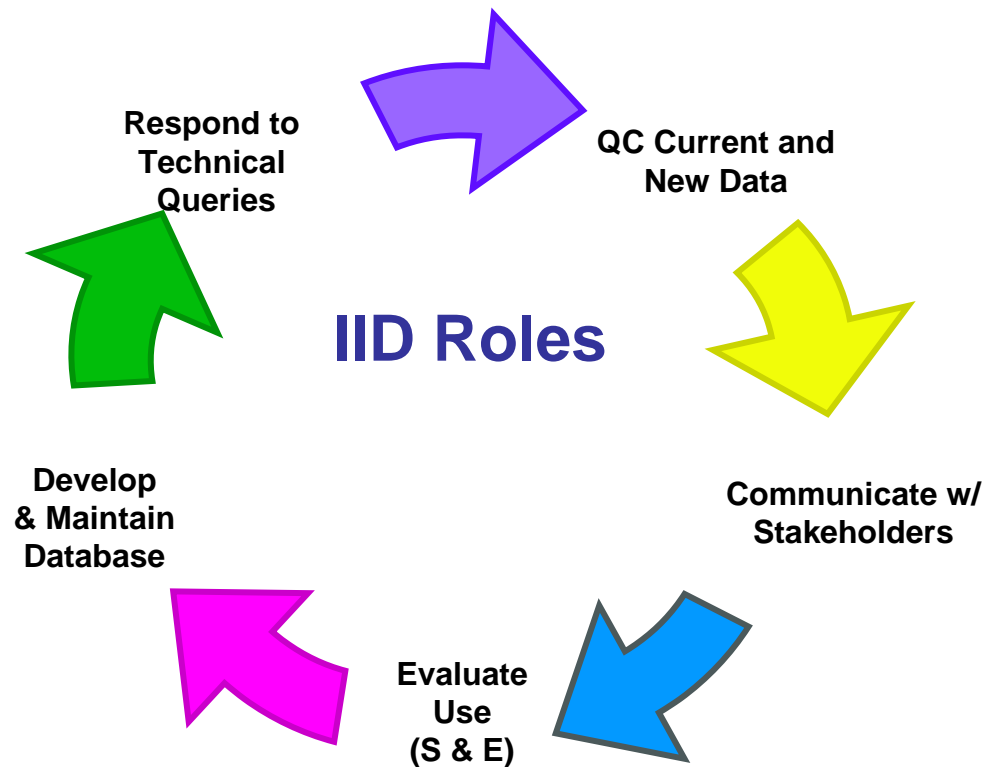 Respond to
Technical
Queries
QC Current and
New Data
IID Roles
Develop
& Maintain
Database
Communicate w/
Stakeholders
Evaluate
Use
(S & E)